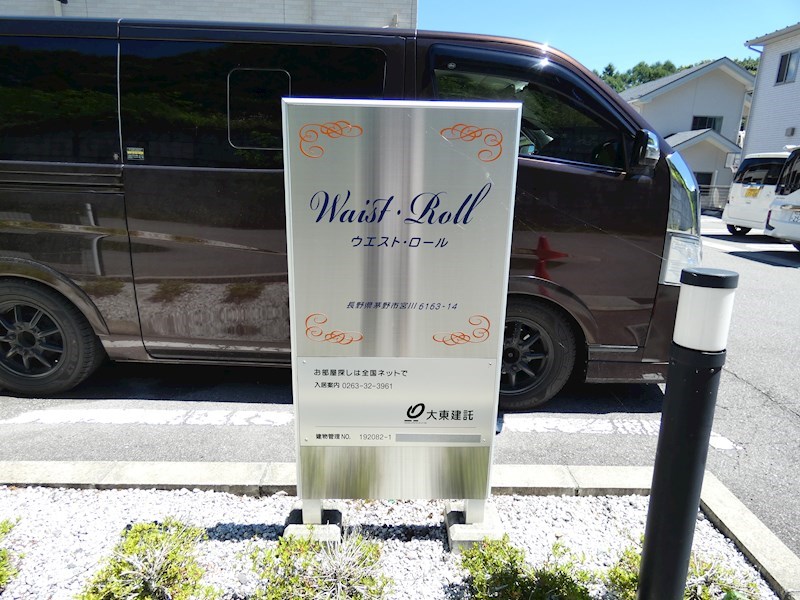 Waist・Roll
ウエスト・ロール
長野県茅野市宮川6163-14
お部屋探しは全国ネットで
入居案内 0263-32-3961
大東建託
建物管理NO. 192082-1